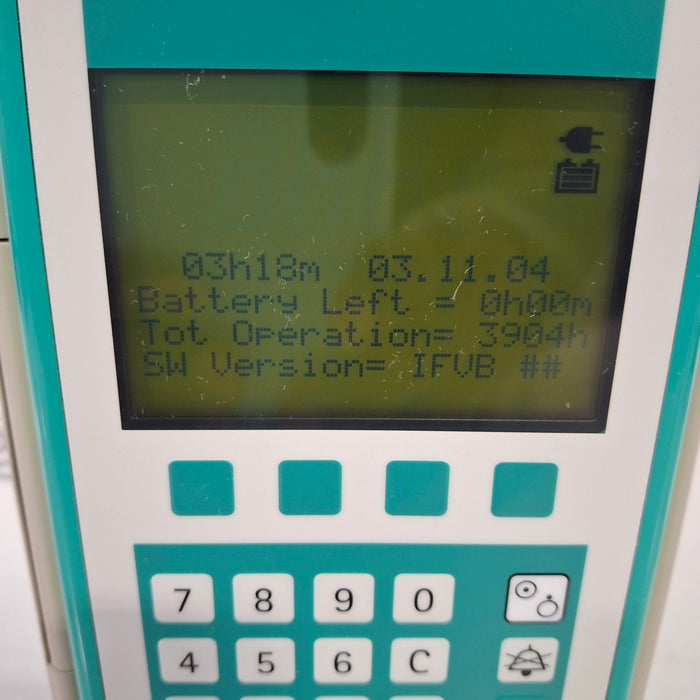 03h18m 03.11.04
Battery Left = 0h00m
Tot Operation= 3904h
SW Version= IFVB ##
7 8 9 0
4 5 6 C